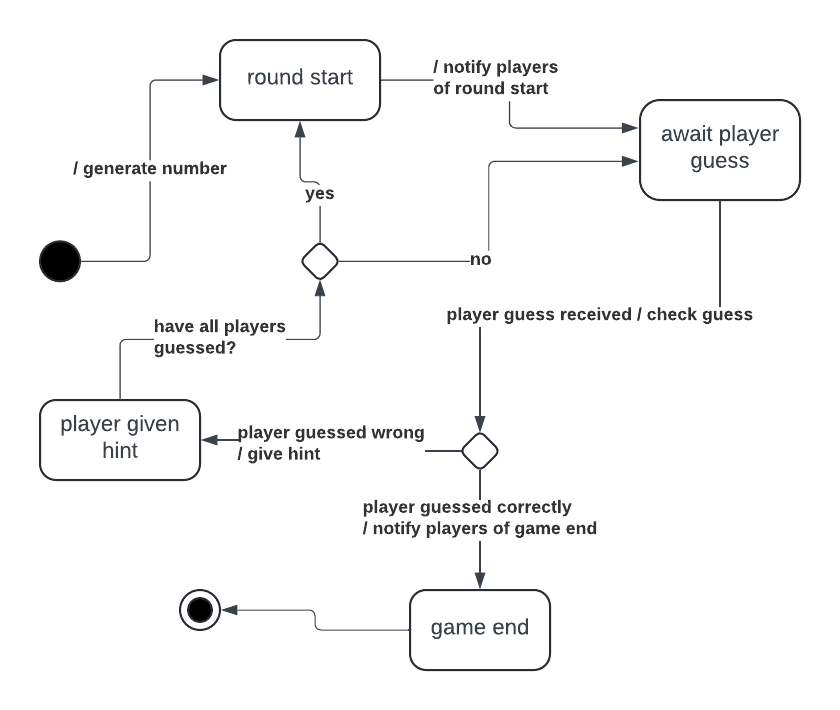 round start
/ notify players
of round start
await player
guess
/ generate number
yes
no
player guess received / check guess
have all players
guessed?
player given
hint
player guessed wrong
/ give hint
player guessed correctly
/ notify players of game end
game end